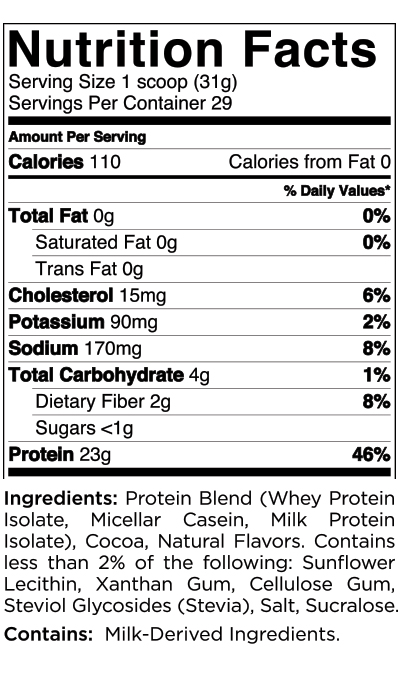 Nutrition Facts
Serving Size 1 scoop (31g)
Servings Per Container 29
Amount Per Serving
Calories 110 Calories from Fat 0
% Daily Values*
Total Fat 0g 0%
Saturated Fat 0g 0%
Trans Fat 0g
Cholesterol 15mg 6%
Potassium 90mg 2%
Sodium 170mg 8%
Total Carbohydrate 4g 1%
Dietary Fiber 2g 8%
Sugars <1g
Protein 23g 46%
Ingredients: Protein Blend (Whey Protein
Isolate, Micellar Casein, Milk Protein
Isolate), Cocoa, Natural Flavors. Contains
less than 2% of the following: Sunflower
Lecithin, Xanthan Gum, Cellulose Gum,
Steviol Glycosides (Stevia), Salt, Sucralose.
Contains: Milk-Derived Ingredients.